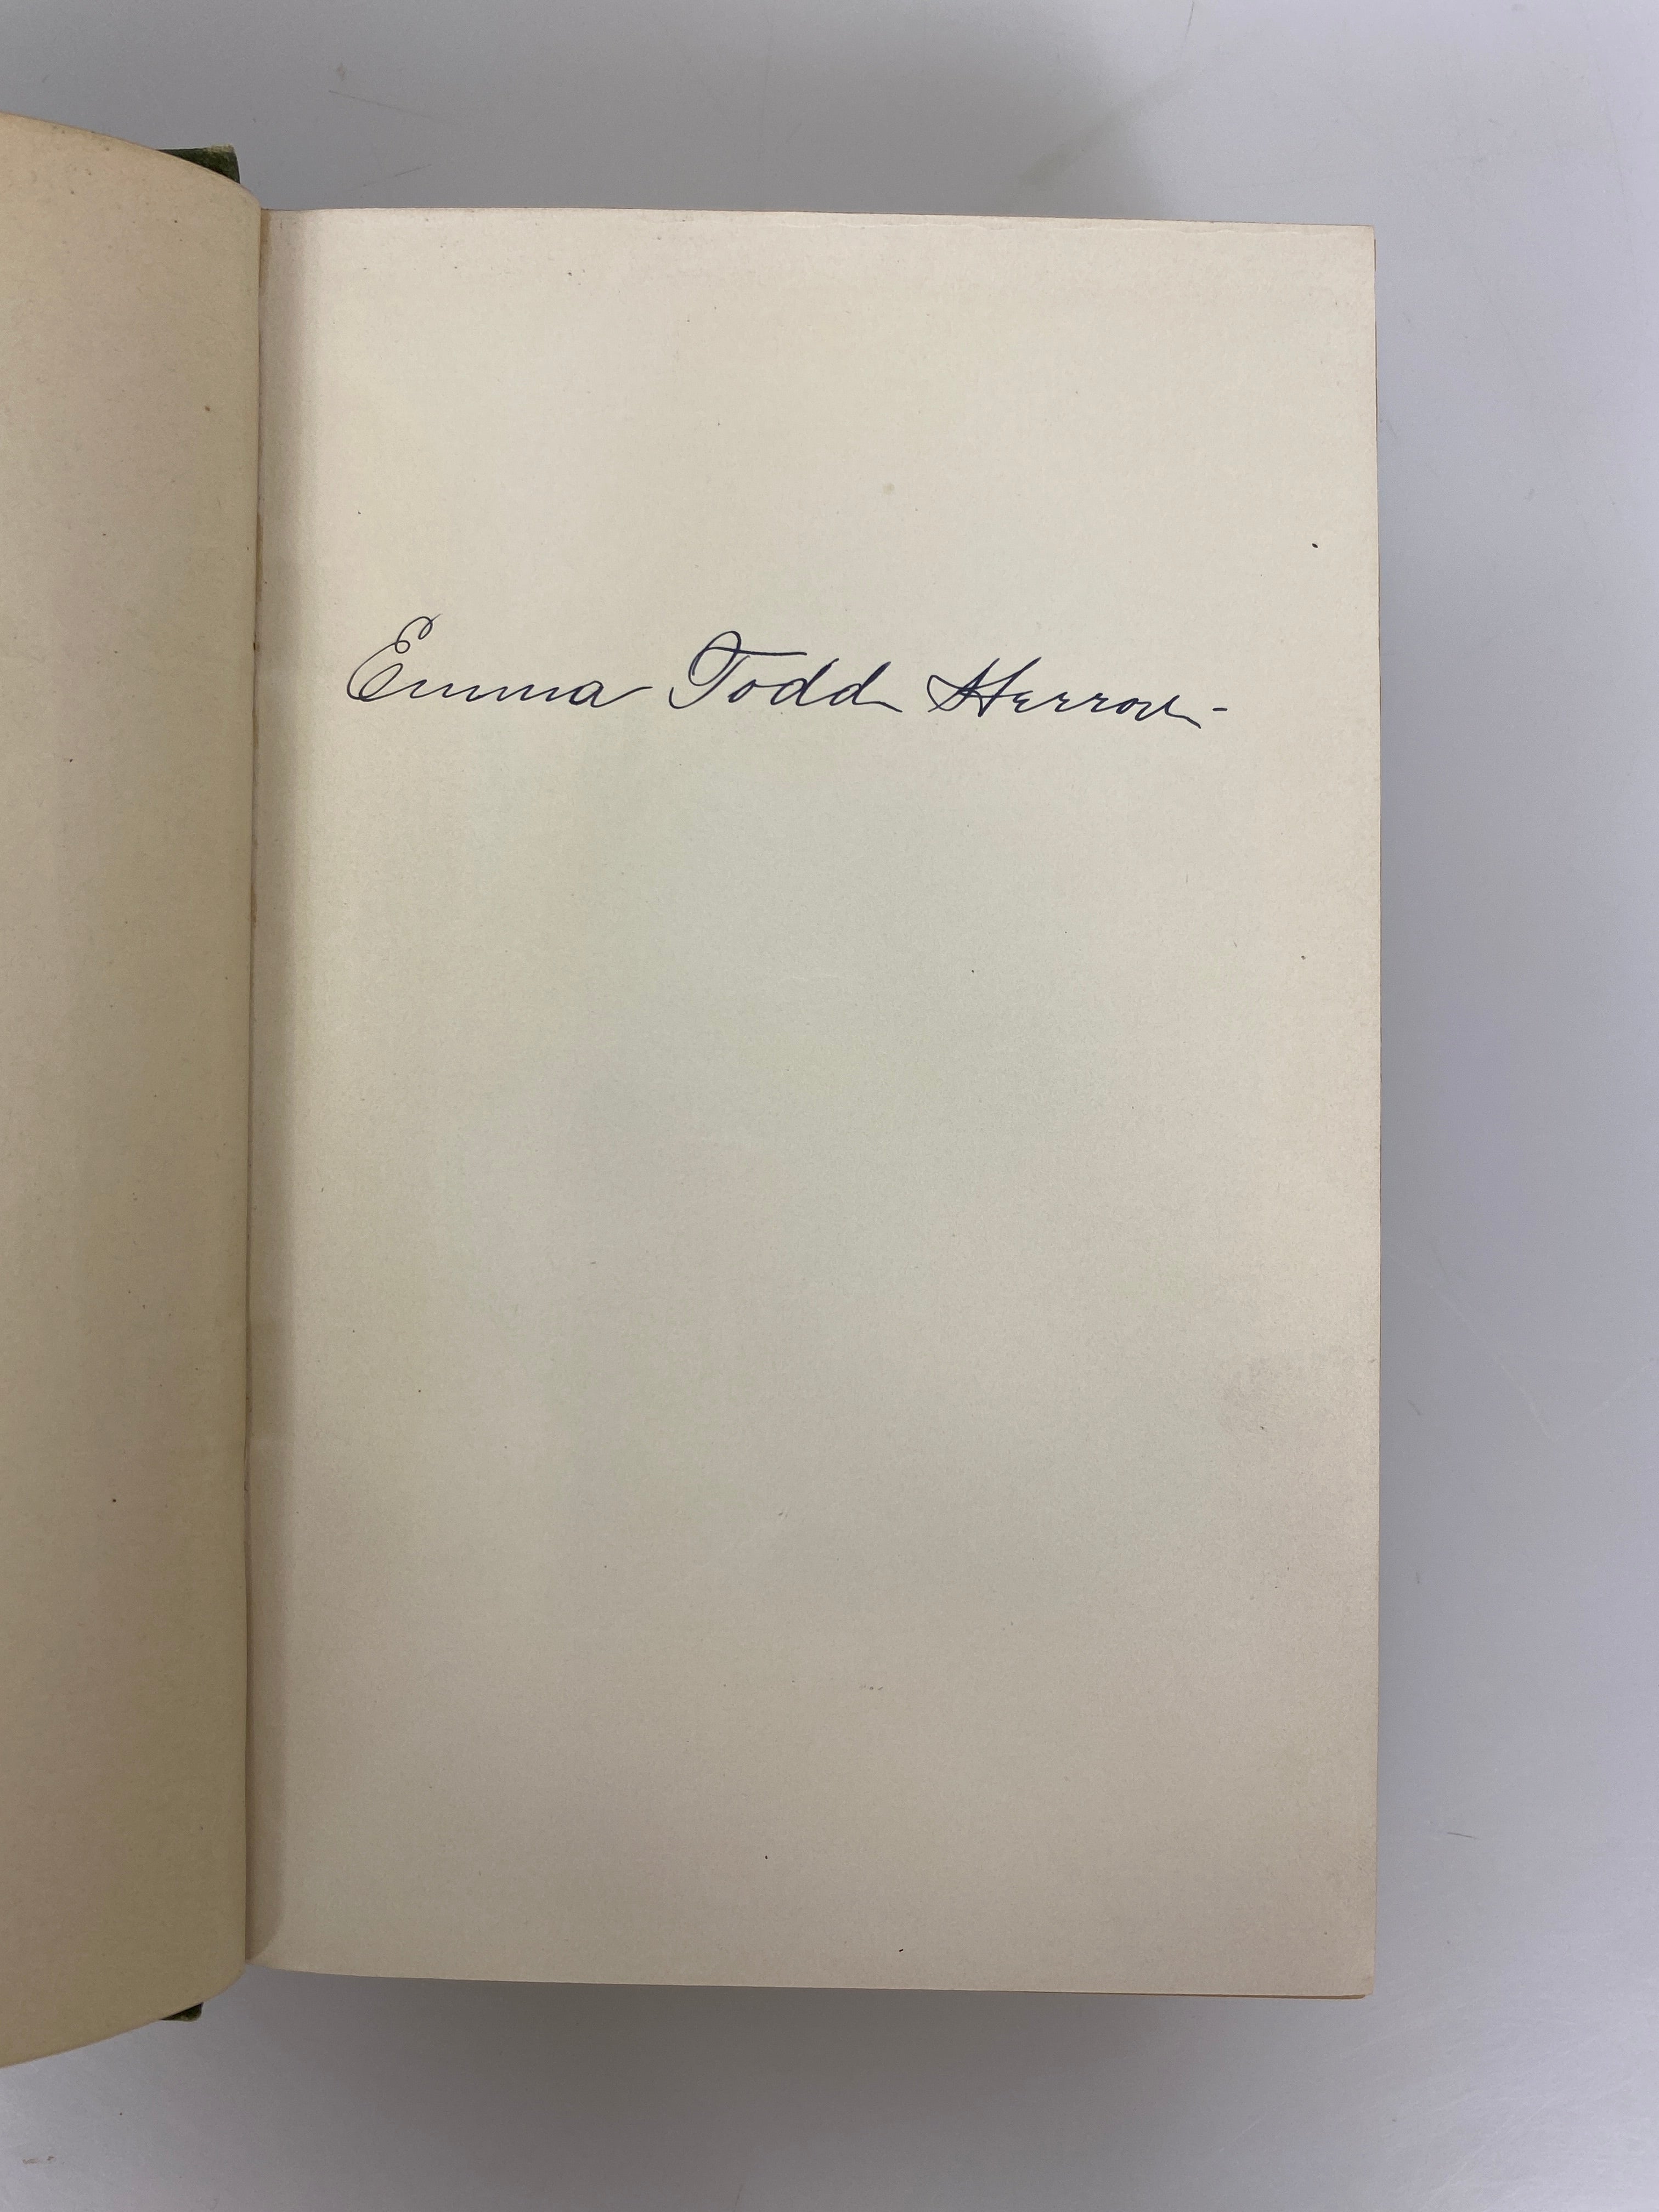 Emma Todd Herron-